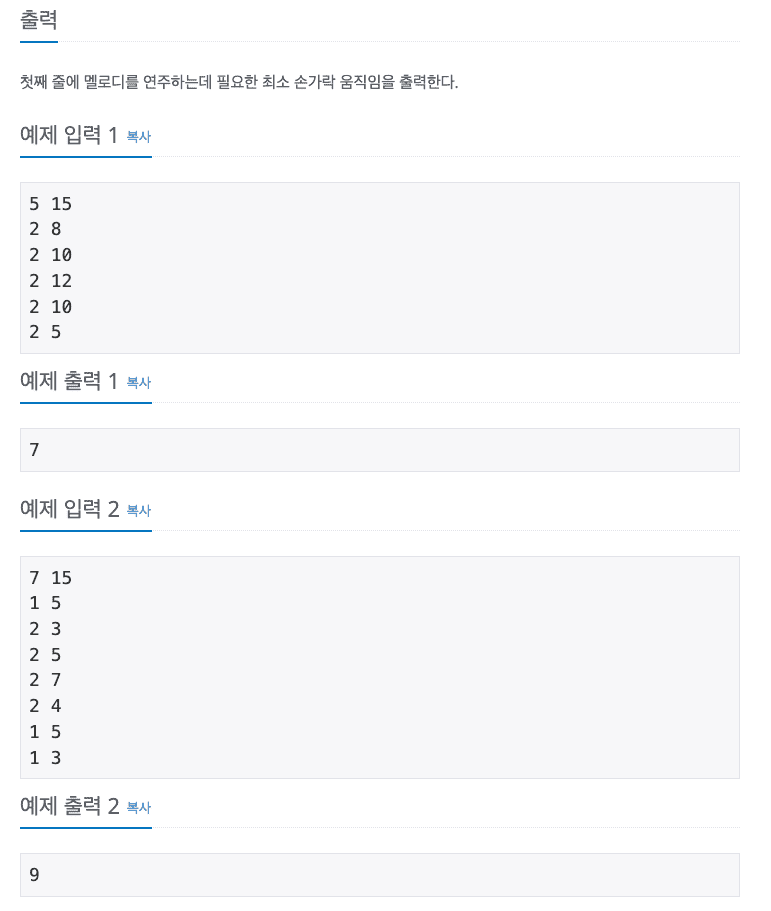 출력
첫째 줄에 멜로디를 연주하는데 필요한 최소 손가락 움직임을 출력한다.
예제 입력 1 복사
5 15
2 8
2 10
2 12
2 10
2 5
예제 출력 1 복사
7
예제 입력 2 복사
7 15
1 5
2 3
2 5
2 7
2 4
1 5
1 3
예제 출력 2 복사
9